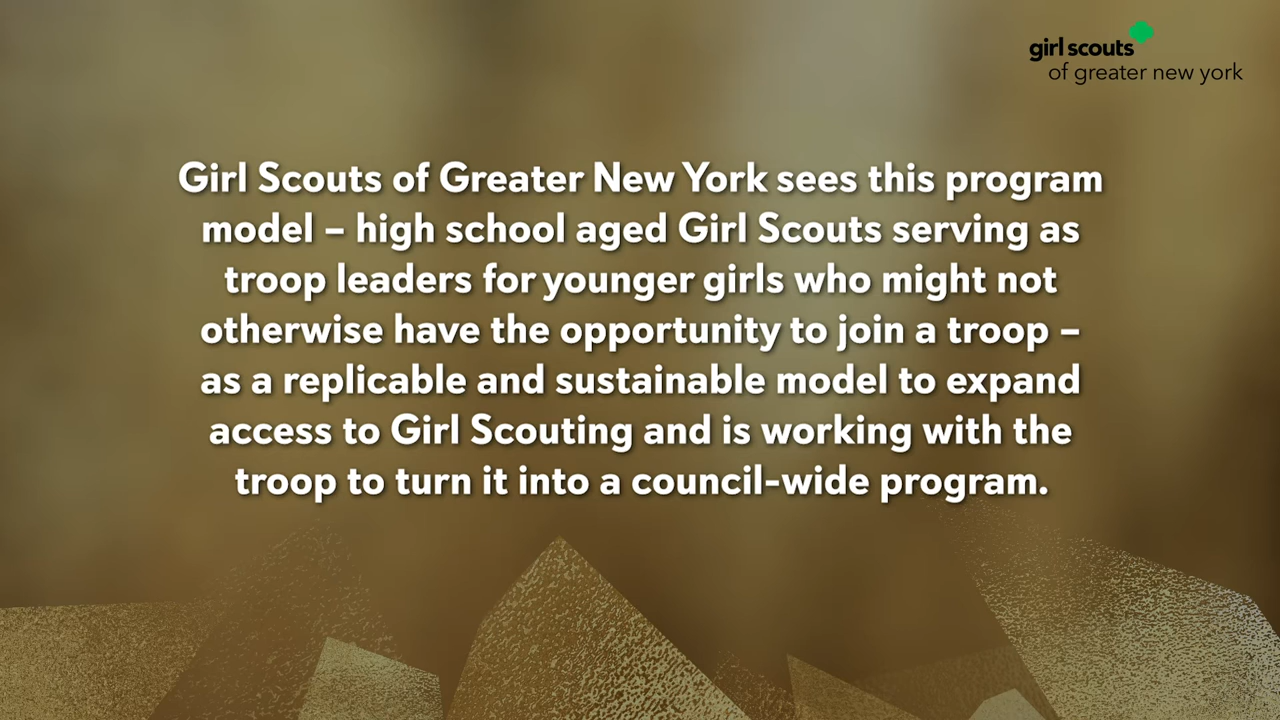 girl scouts
of greater new york
Girl Scouts of Greater New York sees this program
model – high school aged Girl Scouts serving as
troop leaders for younger girls who might not
otherwise have the opportunity to join a troop –
as a replicable and sustainable model to expand
access to Girl Scouting and is working with the
troop to turn it into a council-wide program.